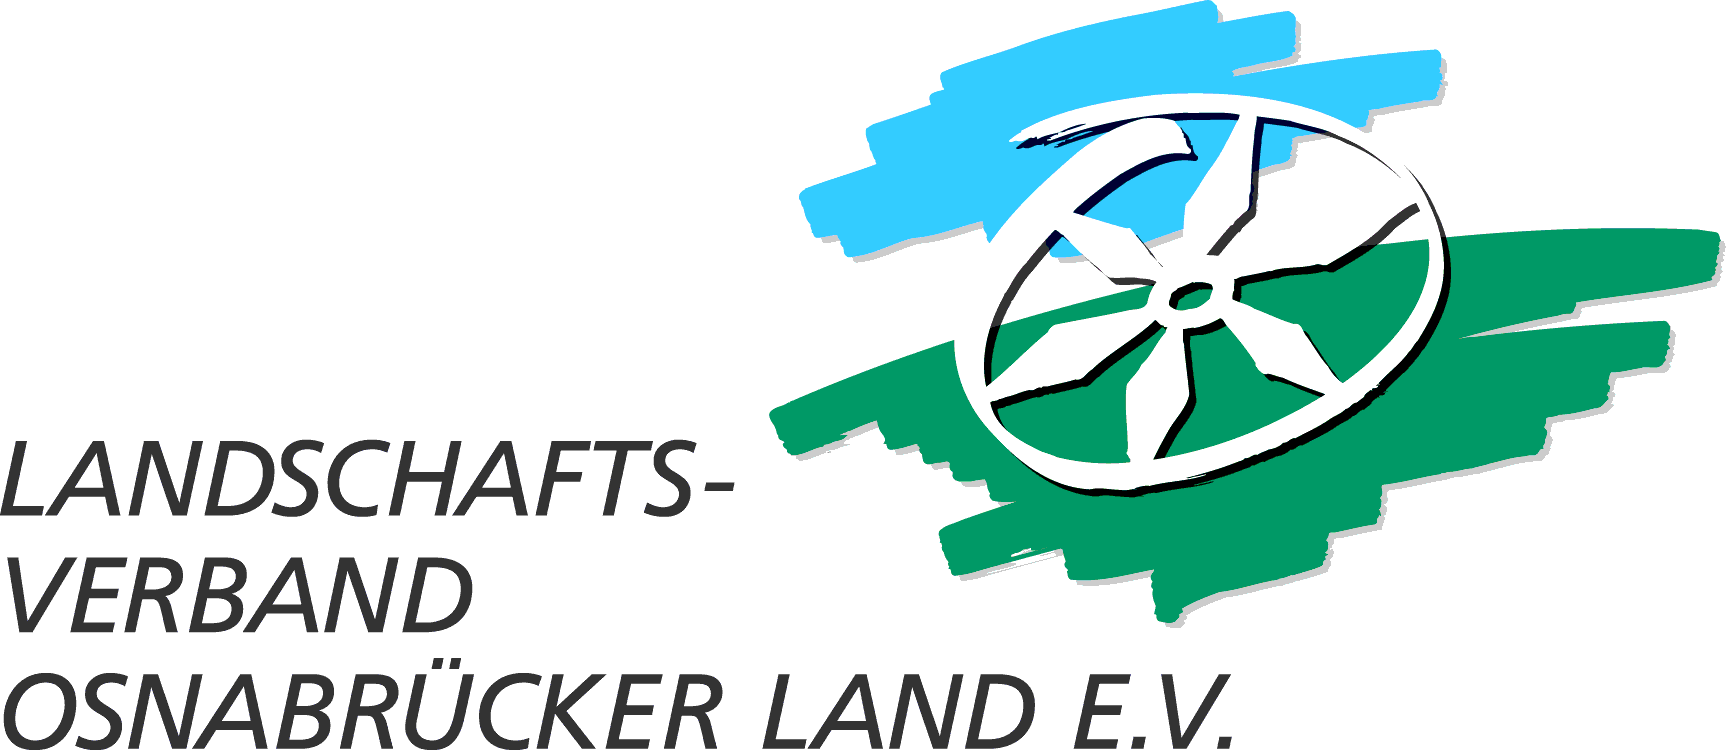 LANDSCHAFTS-
VERBAND
OSNABRÜCKER LAND E.V.